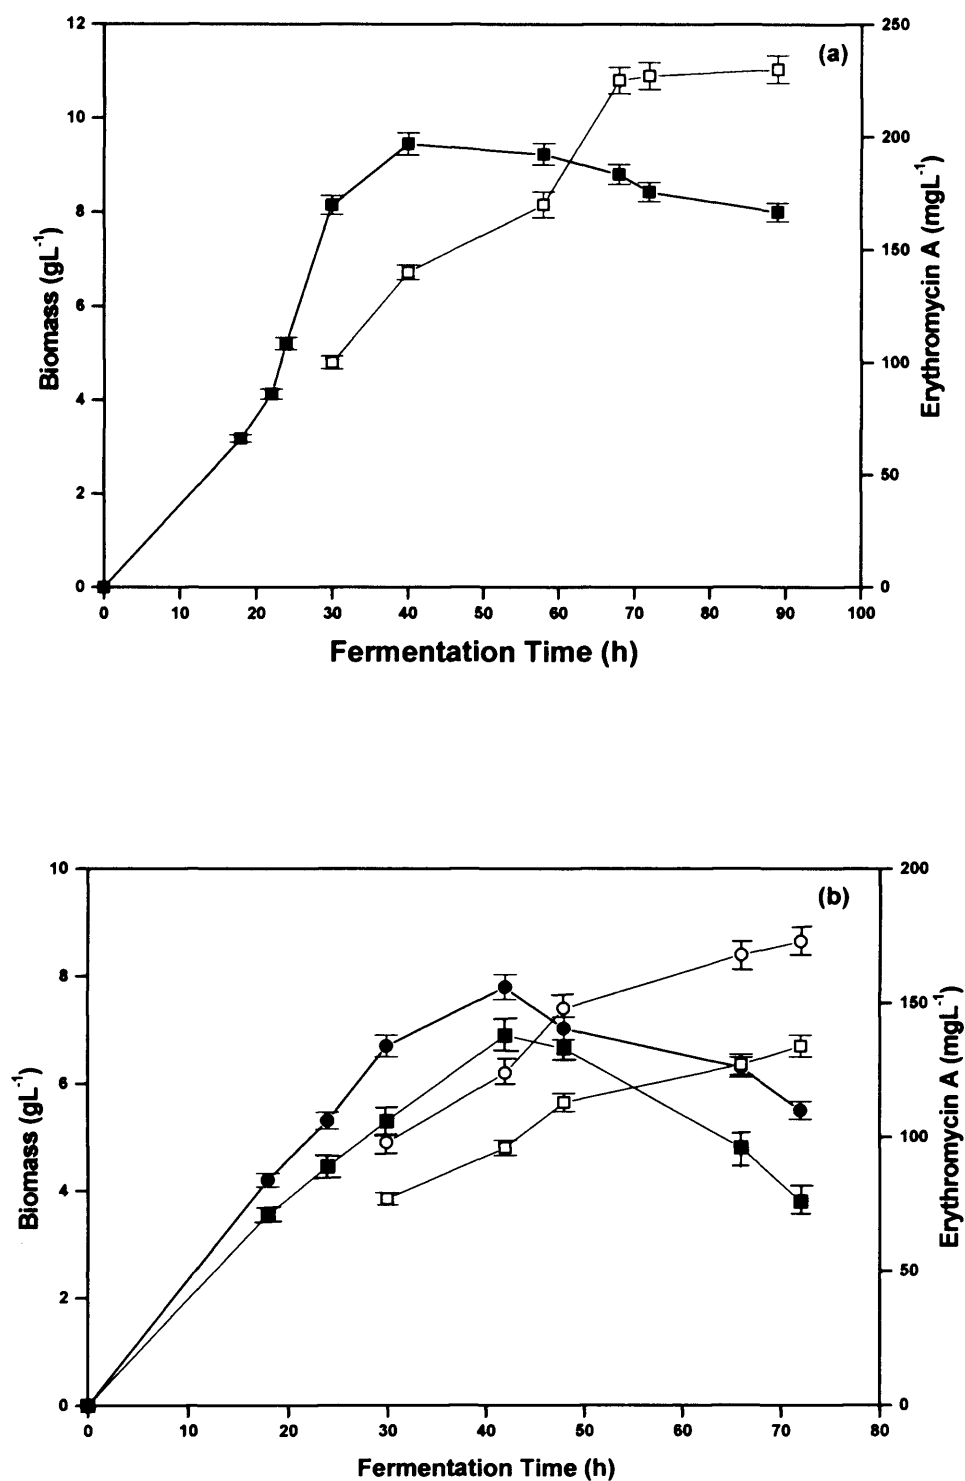 (a)
12
10
8
6
4
2
0
Biomass (gL-1)
250
200
150
100
50
0
Erythromycin A (mgL-1)
0 10 20 30 40 50 60 70 80 90 100
Fermentation Time (h)
(b)
10
8
6
4
2
0
Biomass (gL-1)
200
150
100
50
0
Erythromycin A (mgL-1)
0 10 20 30 40 50 60 70 80
Fermentation Time (h)